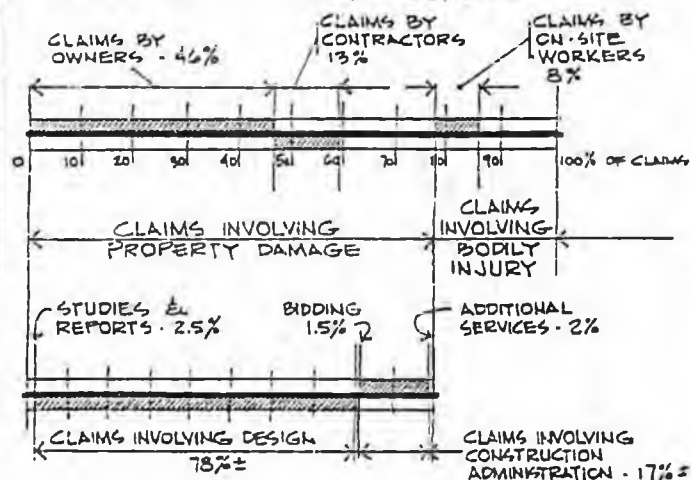 CLAIMS BY
OWNERS - 46%
CLAIMS BY
CONTRACTORS
13%
CLAIMS BY
ON-SITE
WORKERS
8%
0 10 20 30 40 50 60 70 80 90 100% OF CLAIMS
CLAIMS INVOLVING
PROPERTY DAMAGE
CLAIMS
INVOLVING
BODILY
INJURY
STUDIES &
REPORTS - 2.5%
BIDDING
1.5%
ADDITIONAL
SERVICES - 2%
CLAIMS INVOLVING DESIGN
78%±
CLAIMS INVOLVING
CONSTRUCTION
ADMINISTRATION - 17%±